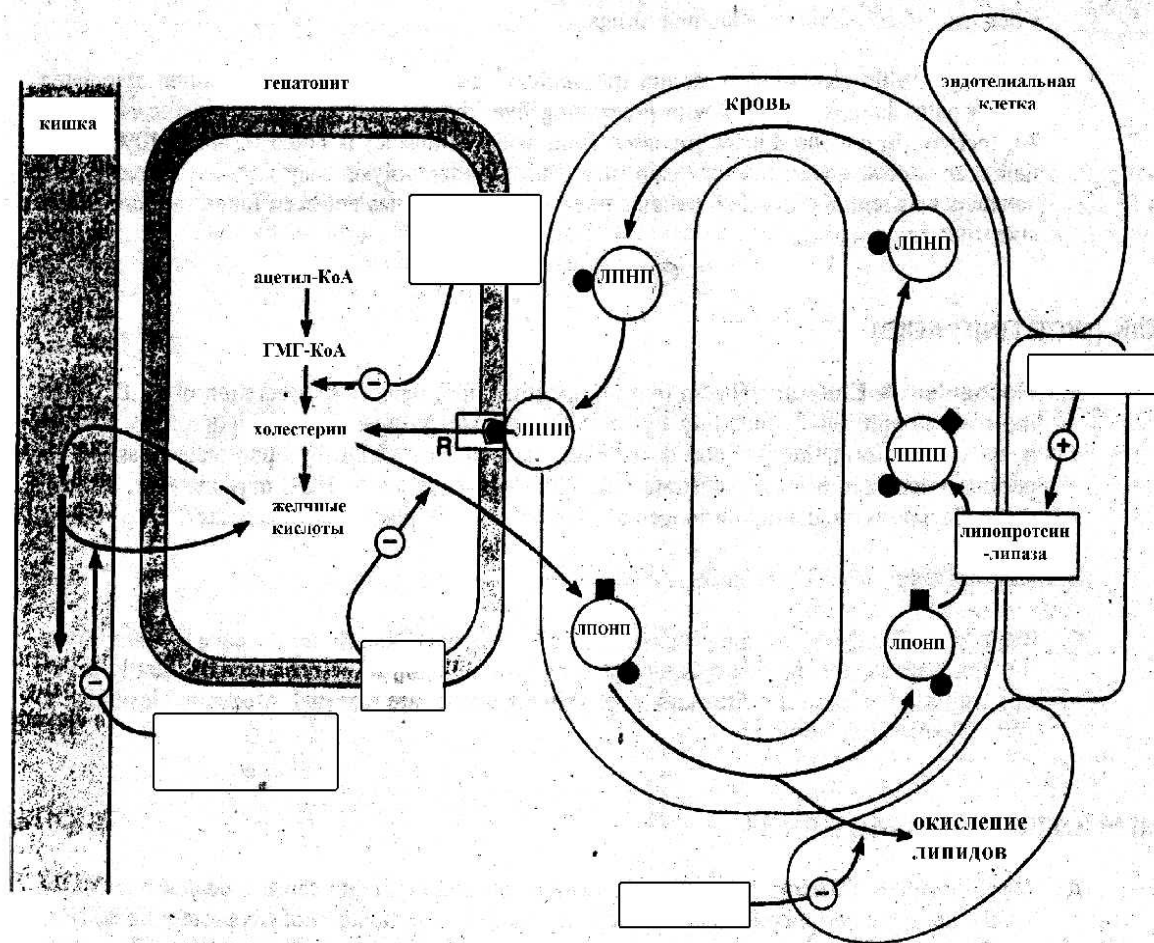 гепатоцит
кишка
кровь
эндотелиальная
клетка
ЛПНП
ЛПНП
ацетил-КоА
ГМГ-КоА
холестерин
R
ЛПНП
ЛППП
желчные
кислоты
липопротеин
-липаза
ЛПОНП
ЛПОНП
окисление
липидов